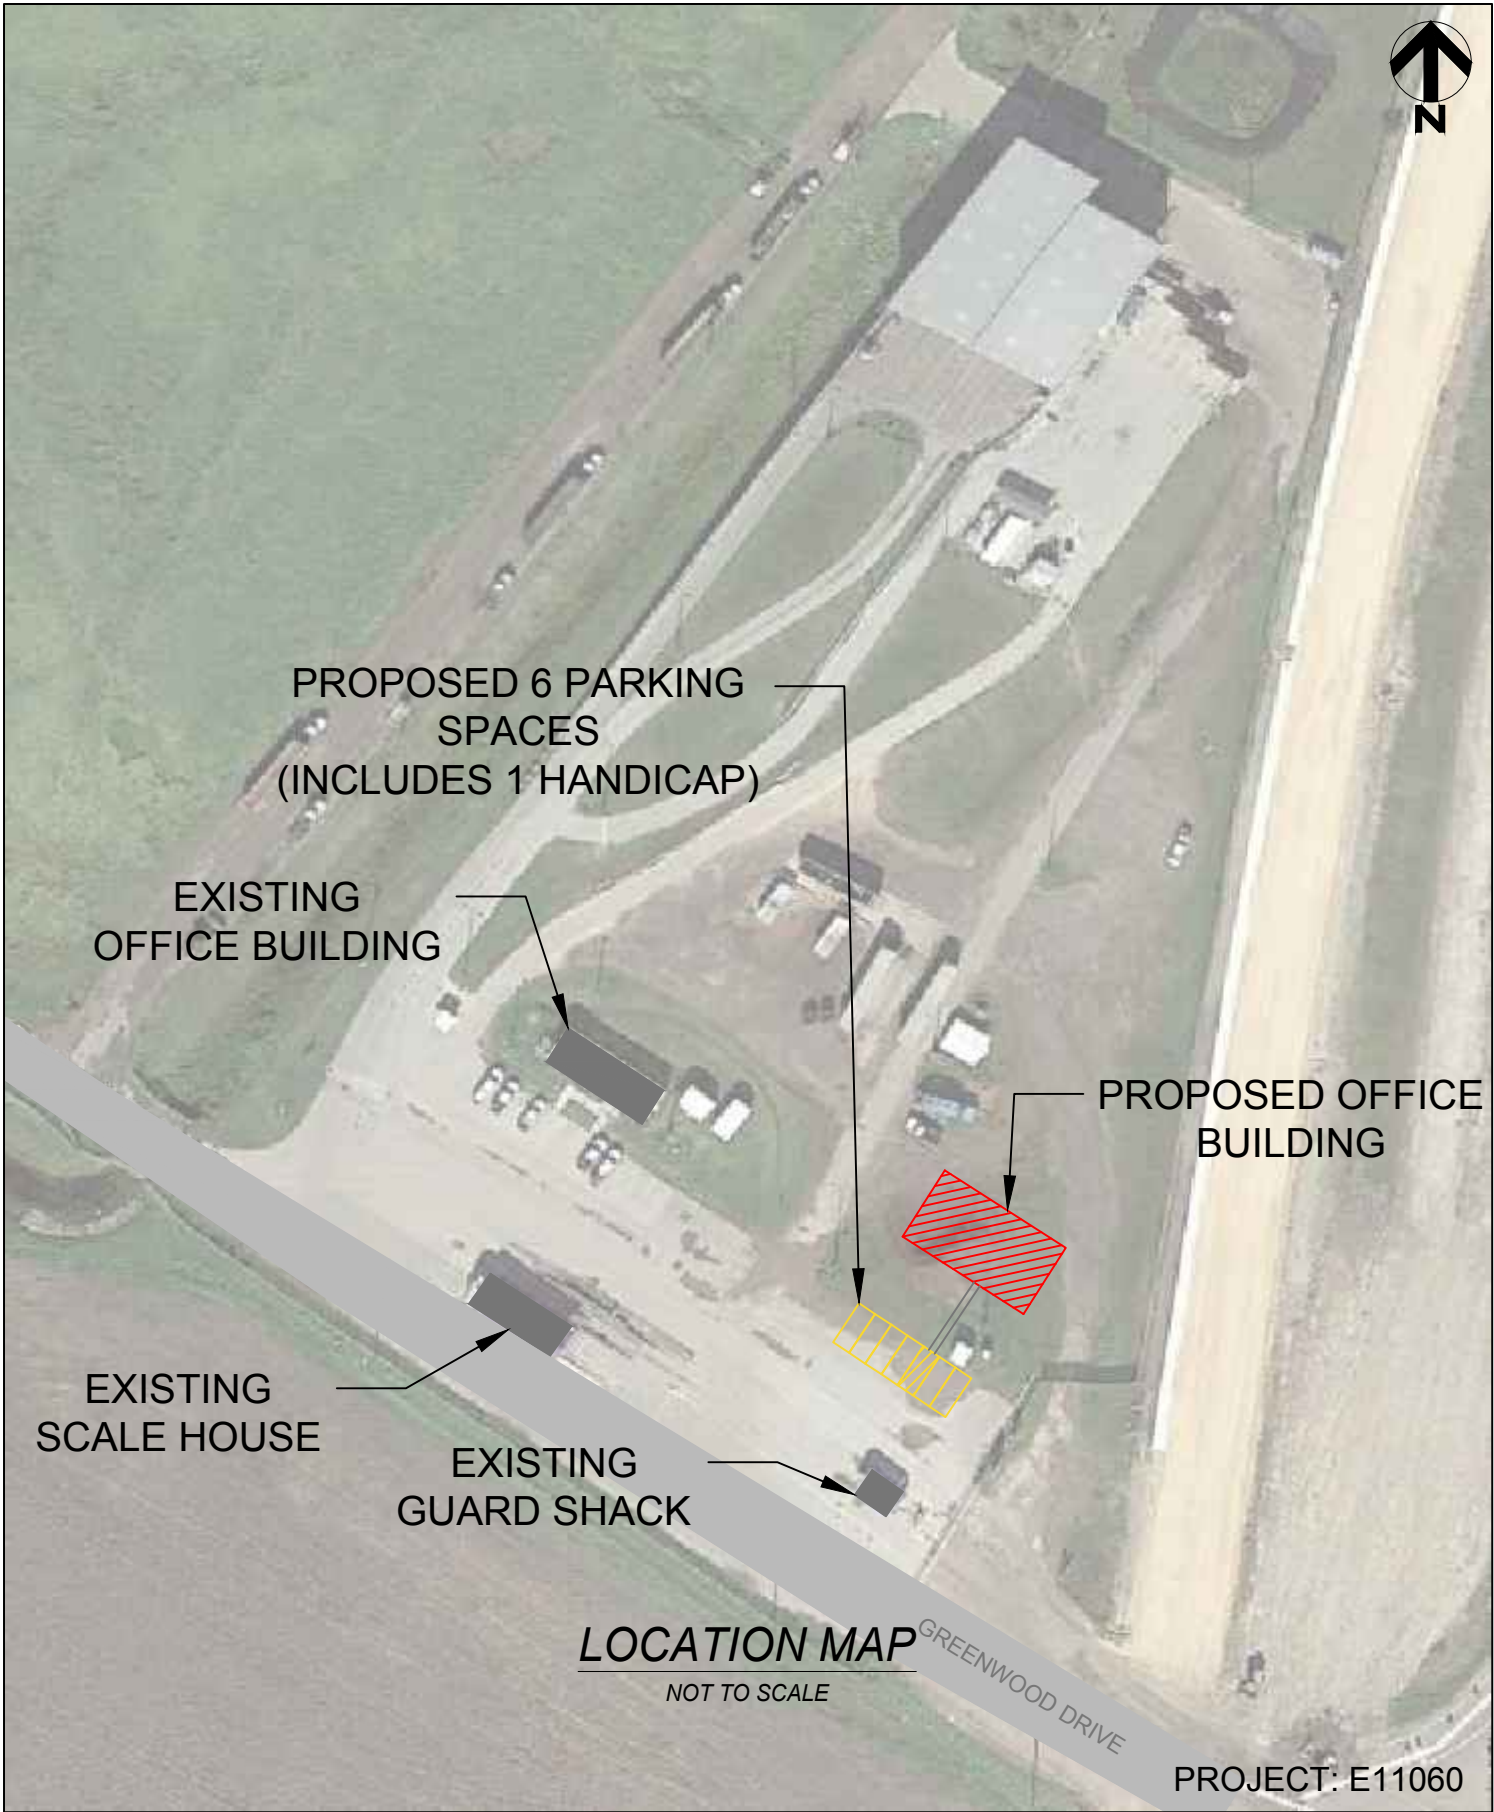 N
PROPOSED 6 PARKING
SPACES
(INCLUDES 1 HANDICAP)
EXISTING
OFFICE BUILDING
PROPOSED OFFICE
BUILDING
EXISTING
SCALE HOUSE
EXISTING
GUARD SHACK
LOCATION MAP
NOT TO SCALE
GREENWOOD DRIVE
PROJECT: E11060